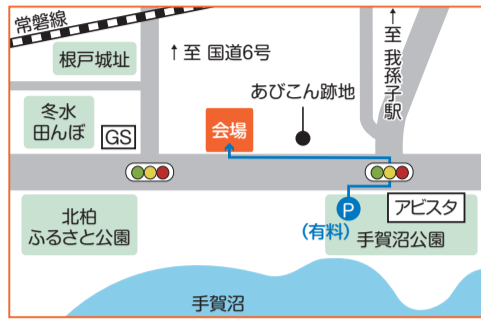 常磐線
根戸城址
↑至 国道6号
↑至 我孫子駅
あびこん跡地
冬水
田んぼ
GS
会場
北柏
ふるさと公園
P
(有料)
アビスタ
手賀沼公園
手賀沼